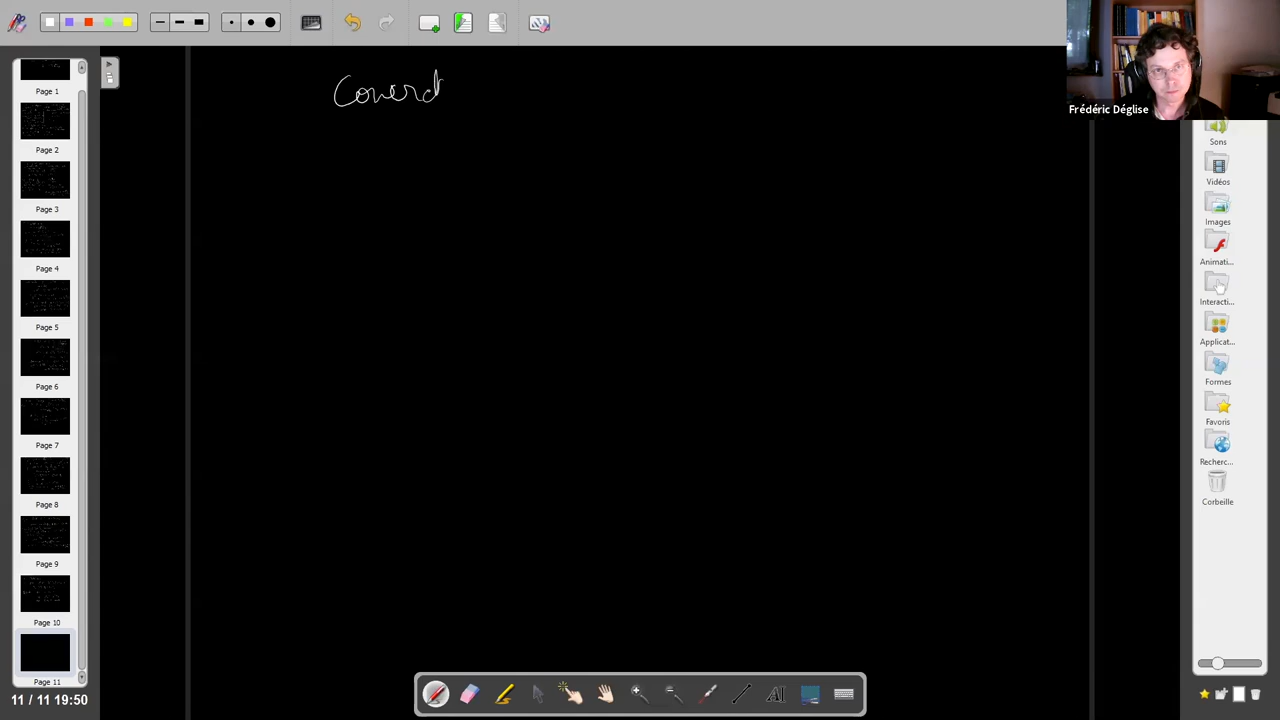 Conerd
Frédéric Déglise
Page 1
Page 2
Page 3
Page 4
Page 5
Page 6
Page 7
Page 8
Page 9
Page 10
Page 11
11 / 11 19:50
Sons
Vidéos
Images
Animati...
Interacti...
Applicat...
Formes
Favoris
Recherc...
Corbeille
AI